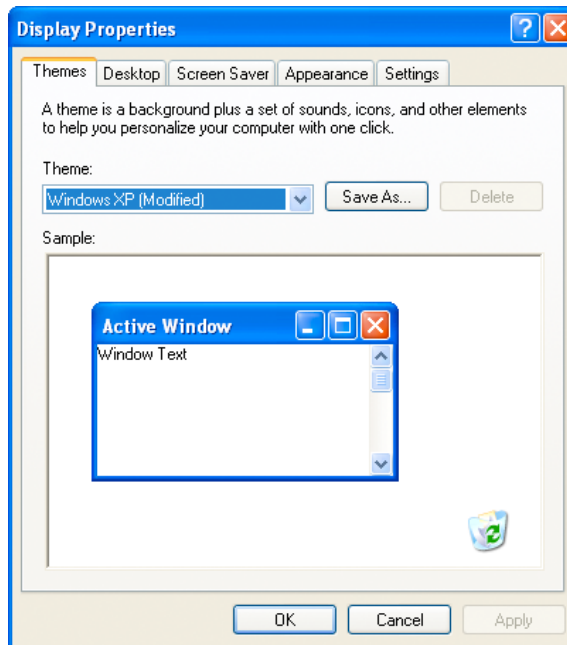 Display Properties
Themes Desktop Screen Saver Appearance Settings
A theme is a background plus a set of sounds, icons, and other elements
to help you personalize your computer with one click.
Theme:
Windows XP (Modified) Save As... Delete
Sample:
Active Window
Window Text
OK Cancel Apply